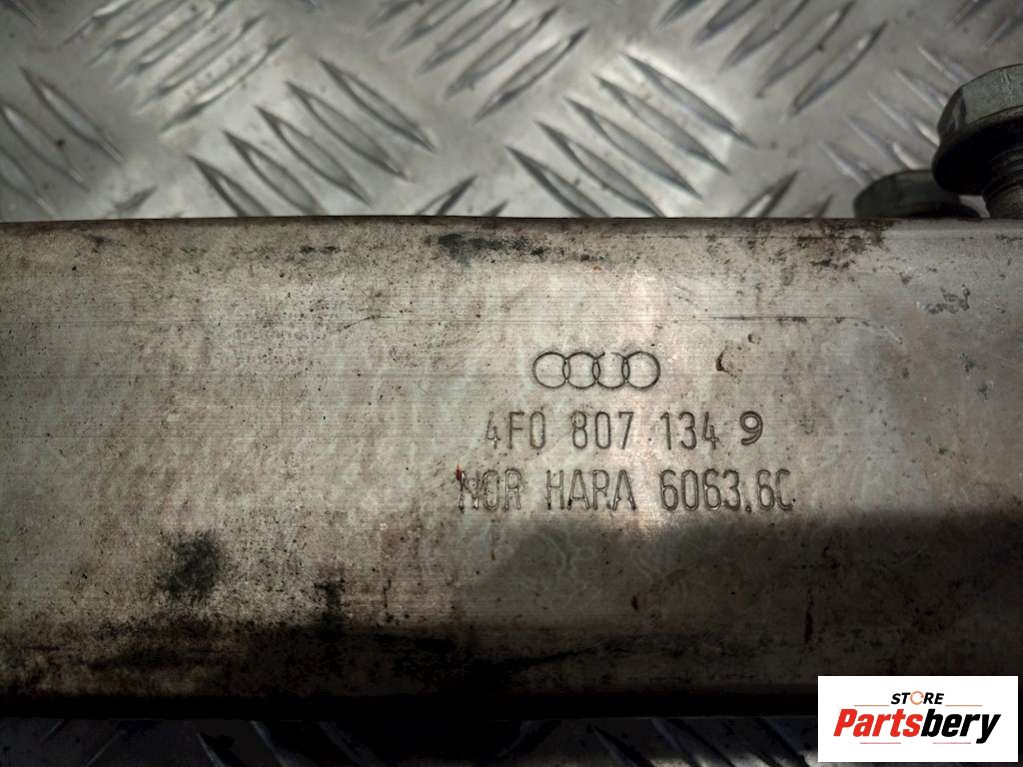 4F0 807 134 9
NOR HARA 6063.6C
STORE
Partsbery